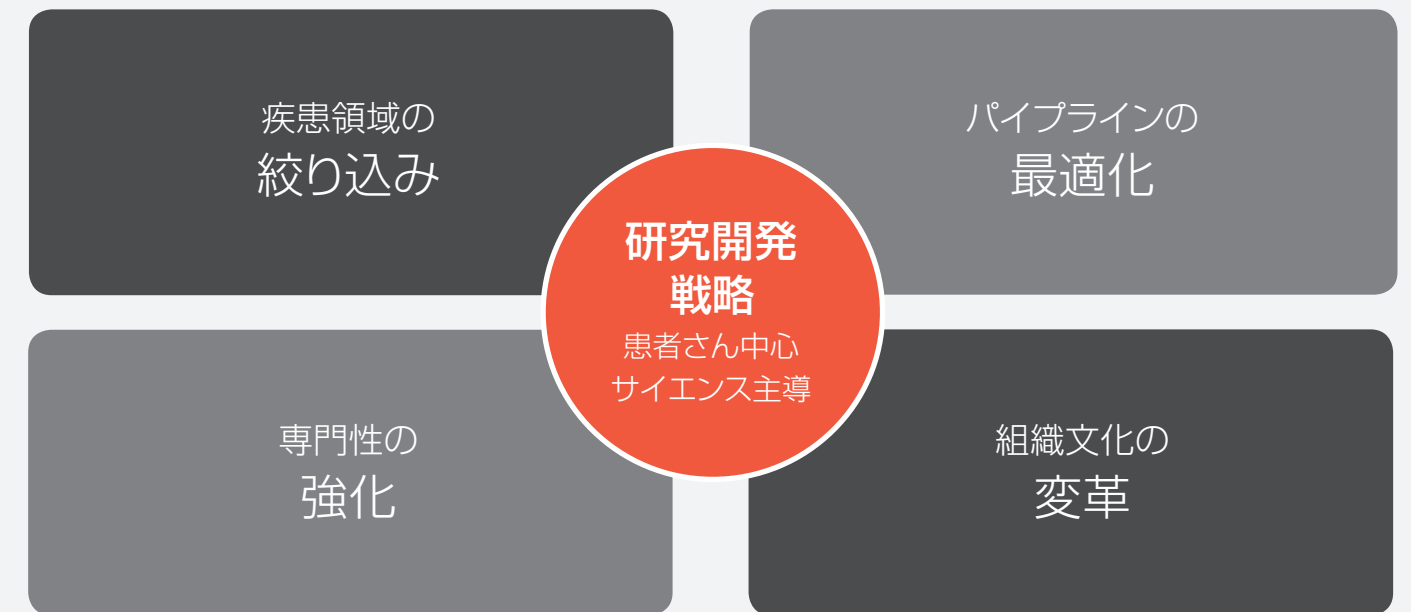 疾患領域の
絞り込み
パイプラインの
最適化
研究開発
戦略
患者さん中心
サイエンス主導
専門性の
強化
組織文化の
変革